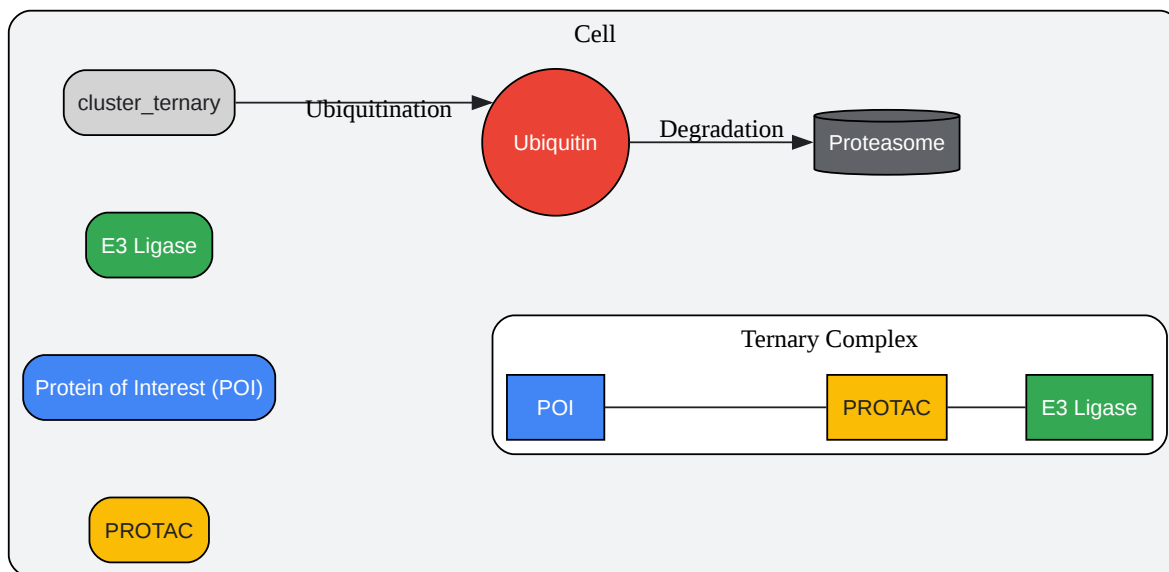 Cell
cluster_ternary
Ubiquitination
Ubiquitin
Degradation
Proteasome
E3 Ligase
Ternary Complex
Protein of Interest (POI)
POI
PROTAC
E3 Ligase
PROTAC